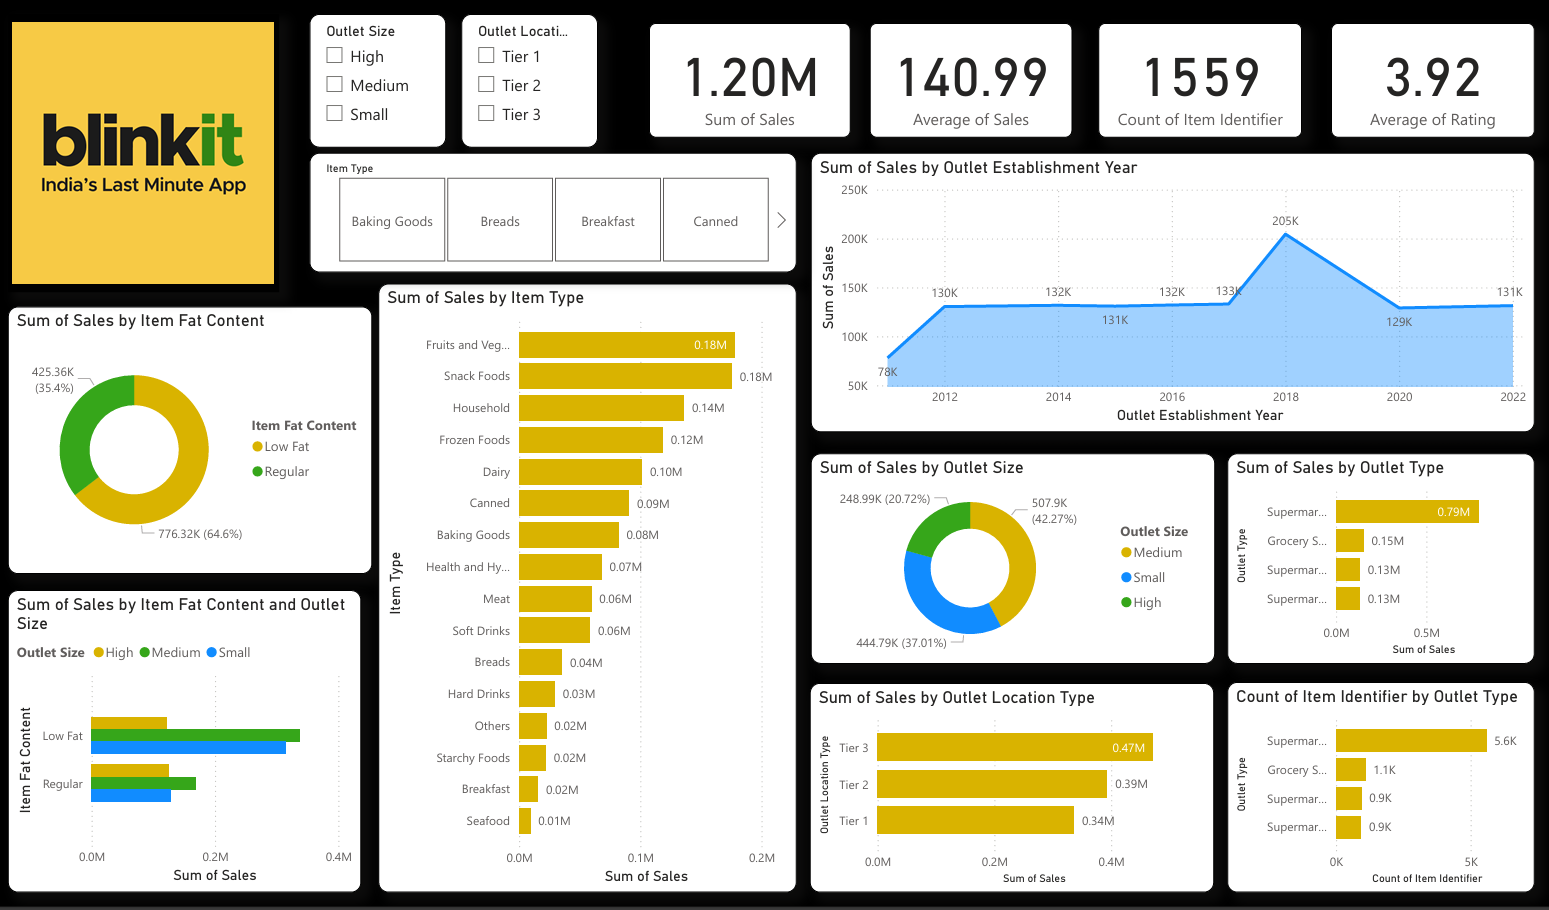 blinkit
India's Last Minute App
Outlet Size
High
Medium
Small
Outlet Locati...
Tier 1
Tier 2
Tier 3
1.20M
Sum of Sales
140.99
Average of Sales
1559
Count of Item Identifier
3.92
Average of Rating
Item Type
Baking Goods
Breads
Breakfast
Canned
Sum of Sales by Outlet Establishment Year
Sum of Sales
250K
200K
150K
100K
50K
78K
130K
132K
131K
132K
133K
205K
129K
131K
2012
2014
2016
2018
2020
2022
Outlet Establishment Year
Sum of Sales by Item Fat Content
425.36K
(35.4%)
776.32K (64.6%)
Item Fat Content
Low Fat
Regular
Sum of Sales by Item Type
Item Type
Fruits and Veg... 0.18M
Snack Foods 0.18M
Household 0.14M
Frozen Foods 0.12M
Dairy 0.10M
Canned 0.09M
Baking Goods 0.08M
Health and Hy... 0.07M
Meat 0.06M
Soft Drinks 0.06M
Breads 0.04M
Hard Drinks 0.03M
Others 0.02M
Starchy Foods 0.02M
Breakfast 0.02M
Seafood 0.01M
0.0M 0.1M 0.2M
Sum of Sales
Sum of Sales by Outlet Size
248.99K (20.72%)
507.9K
(42.27%)
444.79K (37.01%)
Outlet Size
Medium
Small
High
Sum of Sales by Outlet Type
Outlet Type
Supermar... 0.79M
Grocery S... 0.15M
Supermar... 0.13M
Supermar... 0.13M
0.0M 0.5M
Sum of Sales
Sum of Sales by Item Fat Content and Outlet
Size
Outlet Size High Medium Small
Item Fat Content
Low Fat
Regular
0.0M 0.2M 0.4M
Sum of Sales
Sum of Sales by Outlet Location Type
Outlet Location Type
Tier 3 0.47M
Tier 2 0.39M
Tier 1 0.34M
0.0M 0.2M 0.4M
Sum of Sales
Count of Item Identifier by Outlet Type
Outlet Type
Supermar... 5.6K
Grocery S... 1.1K
Supermar... 0.9K
Supermar... 0.9K
0K 5K
Count of Item Identifier